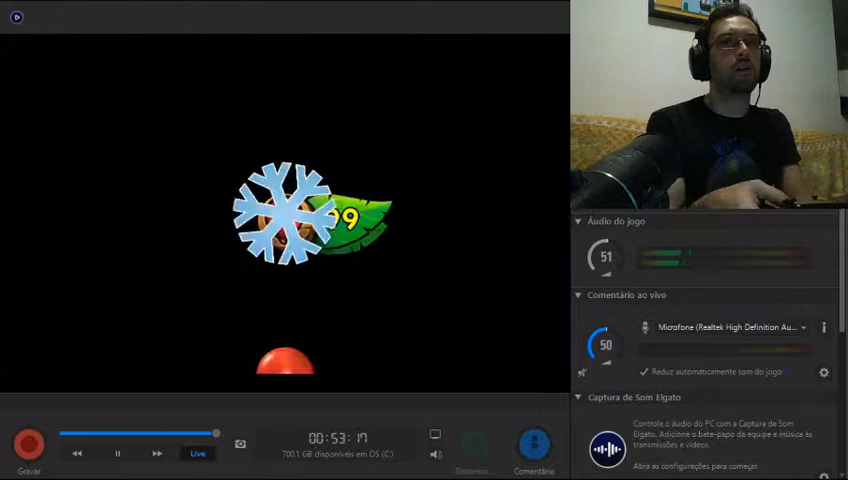 99
Áudio do jogo
51
Comentário ao vivo
Microfone (Realtek High Definition Au...
50
Reduz automaticamente som do jogo
Captura de Som Elgato
Controle o áudio do PC com a Captura de Som
Elgato. Adicione o bate-papo da equipe e música às
transmissões e vídeos.
Abra as configurações para começar.
Live
00:53:17
700.1 GB disponíveis em OS (C:)
Gravar
Transmis...
Comentário